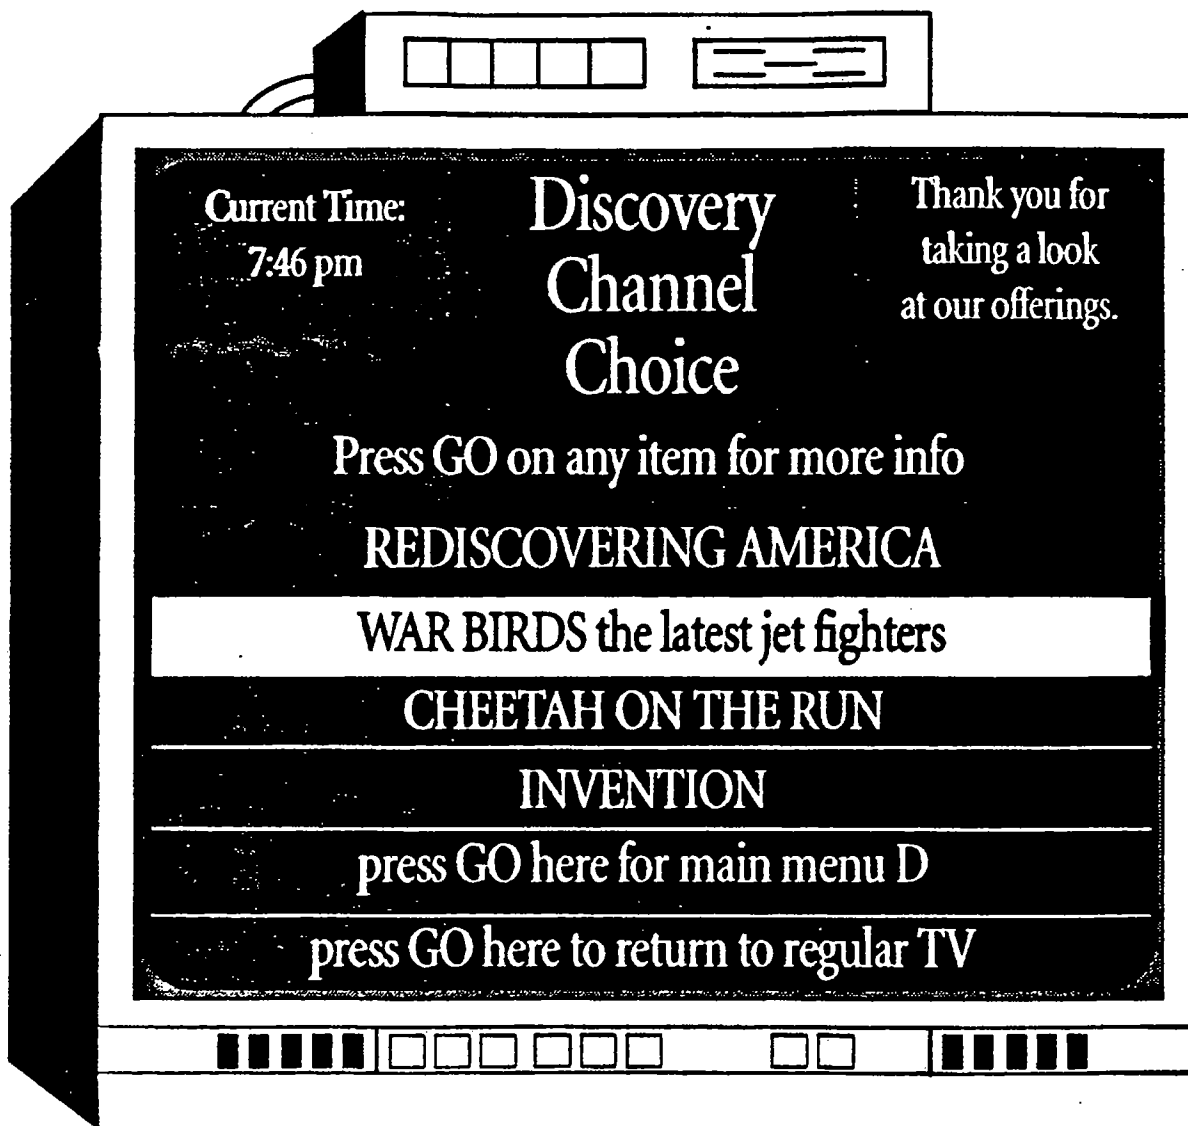 Current Time:
7:46 pm
Discovery
Channel
Choice
Thank you for
taking a look
at our offerings.
Press GO on any item for more info
REDISCOVERING AMERICA
WAR BIRDS the latest jet fighters
CHEETAH ON THE RUN
INVENTION
press GO here for main menu D
press GO here to return to regular TV